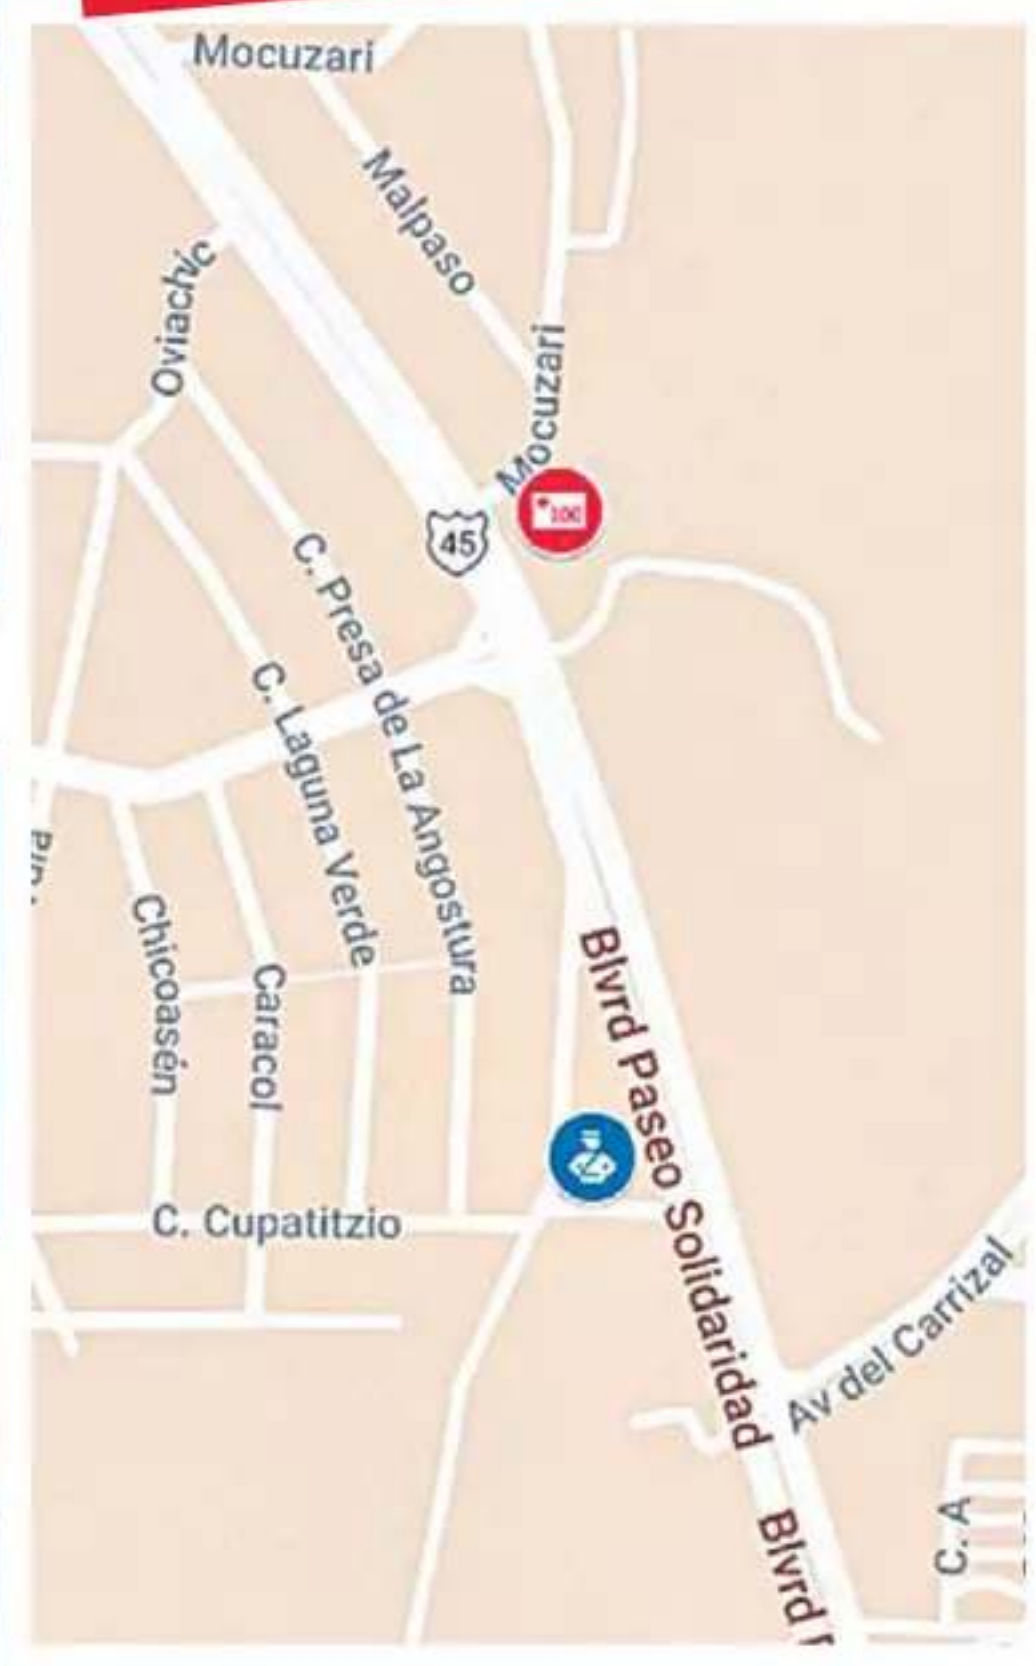 Mocuzari
Malpaso
Oviachic
Mocuzari
45
100
C. Presa de La Angostura
C. Laguna Verde
Chicoasén
Caracol
Blvrd Paseo Solidaridad
C. Cupatitzio
Av del Carrizal
C. A
Blvrd